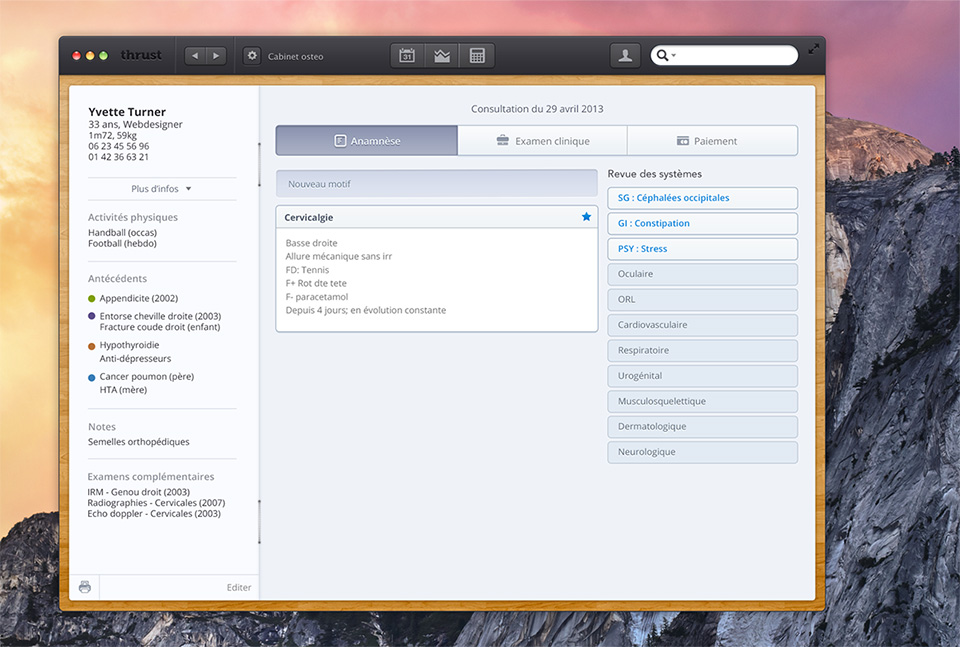 thrust
Cabinet osteo
31
Yvette Turner
33 ans, Webdesigner
1m72, 59kg
06 23 45 56 96
01 42 36 63 21
Plus d'infos
Activités physiques
Handball (occas)
Football (hebdo)
Antécédents
Appendicite (2002)
Entorse cheville droite (2003)
Fracture coude droit (enfant)
Hypothyroidie
Anti-dépresseurs
Cancer poumon (père)
HTA (mère)
Notes
Semelles orthopédiques
Examens complémentaires
IRM - Genou droit (2003)
Radiographies - Cervicales (2007)
Echo doppler - Cervicales (2003)
Editer
Consultation du 29 avril 2013
Anamnèse
Examen clinique
Paiement
Nouveau motif
Cervicalgie
Basse droite
Allure mécanique sans irr
FD: Tennis
F+ Rot dte tete
F- paracetamol
Depuis 4 jours; en évolution constante
Revue des systèmes
SG : Céphalées occipitales
GI : Constipation
PSY : Stress
Oculaire
ORL
Cardiovasculaire
Respiratoire
Urogénital
Musculosquelettique
Dermatologique
Neurologique